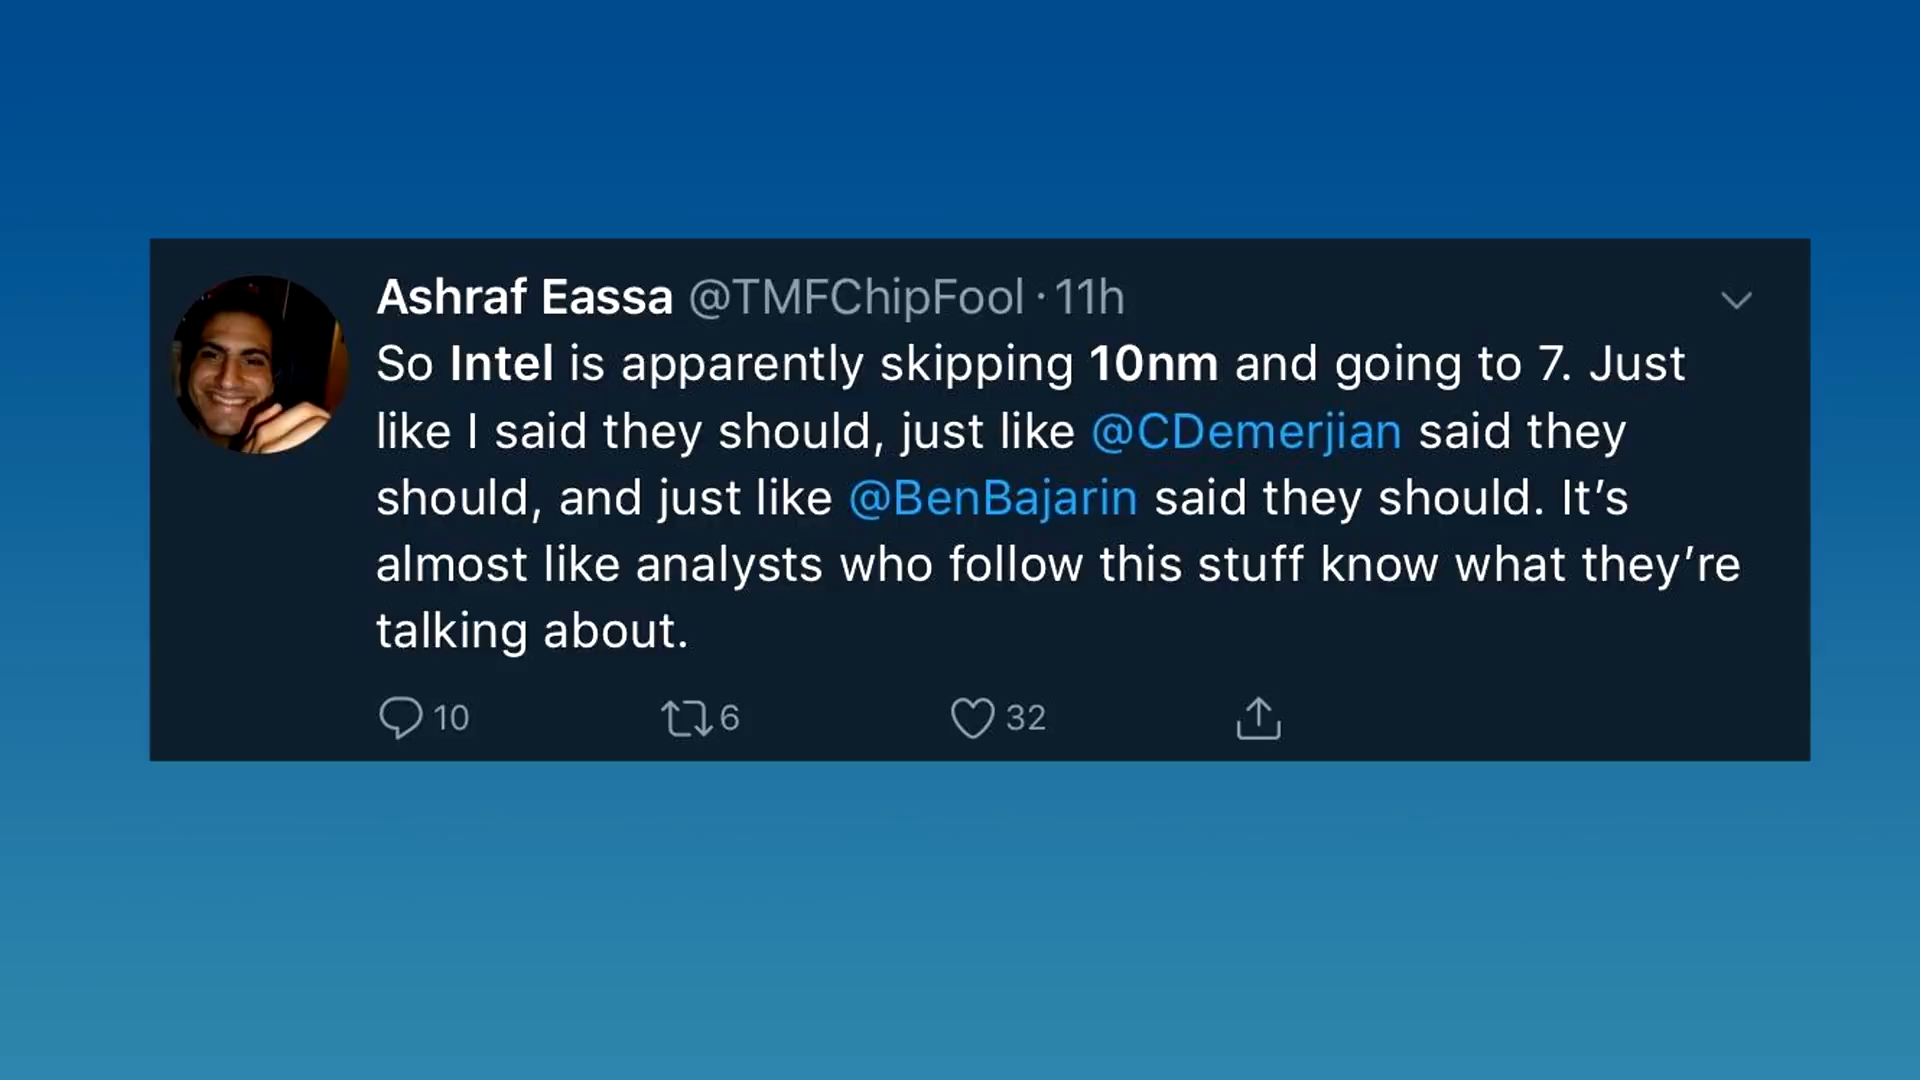 Ashraf Eassa @TMFChipFool · 11h
So Intel is apparently skipping 10nm and going to 7. Just
like I said they should, just like @CDemerjian said they
should, and just like @BenBajarin said they should. It’s
almost like analysts who follow this stuff know what they’re
talking about.
10 6 32